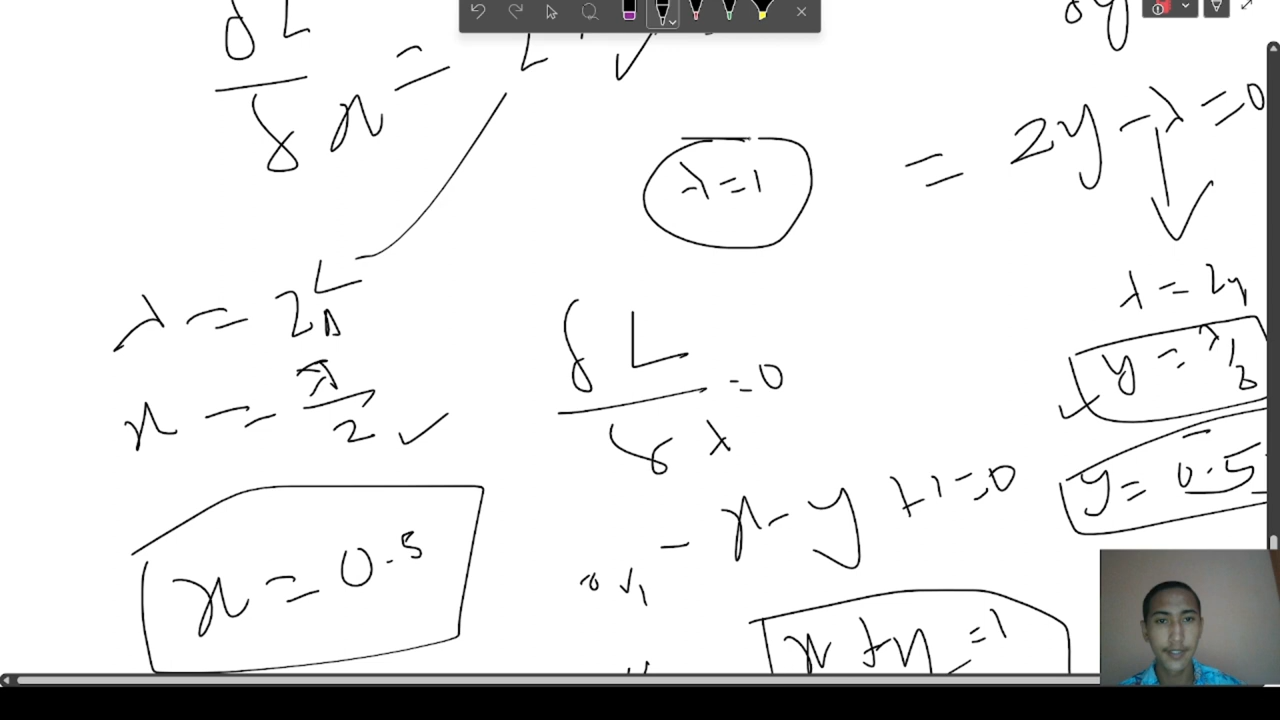 δL
δx =
= 2y - λ = 0
λ = 1
λ = 2x
λ = 2y
x = λ/2 ✓
δL/δλ = 0
y = λ/2
✓
y = 0.5
- x - y + 1 = 0
x = 0.5
x + y = 1